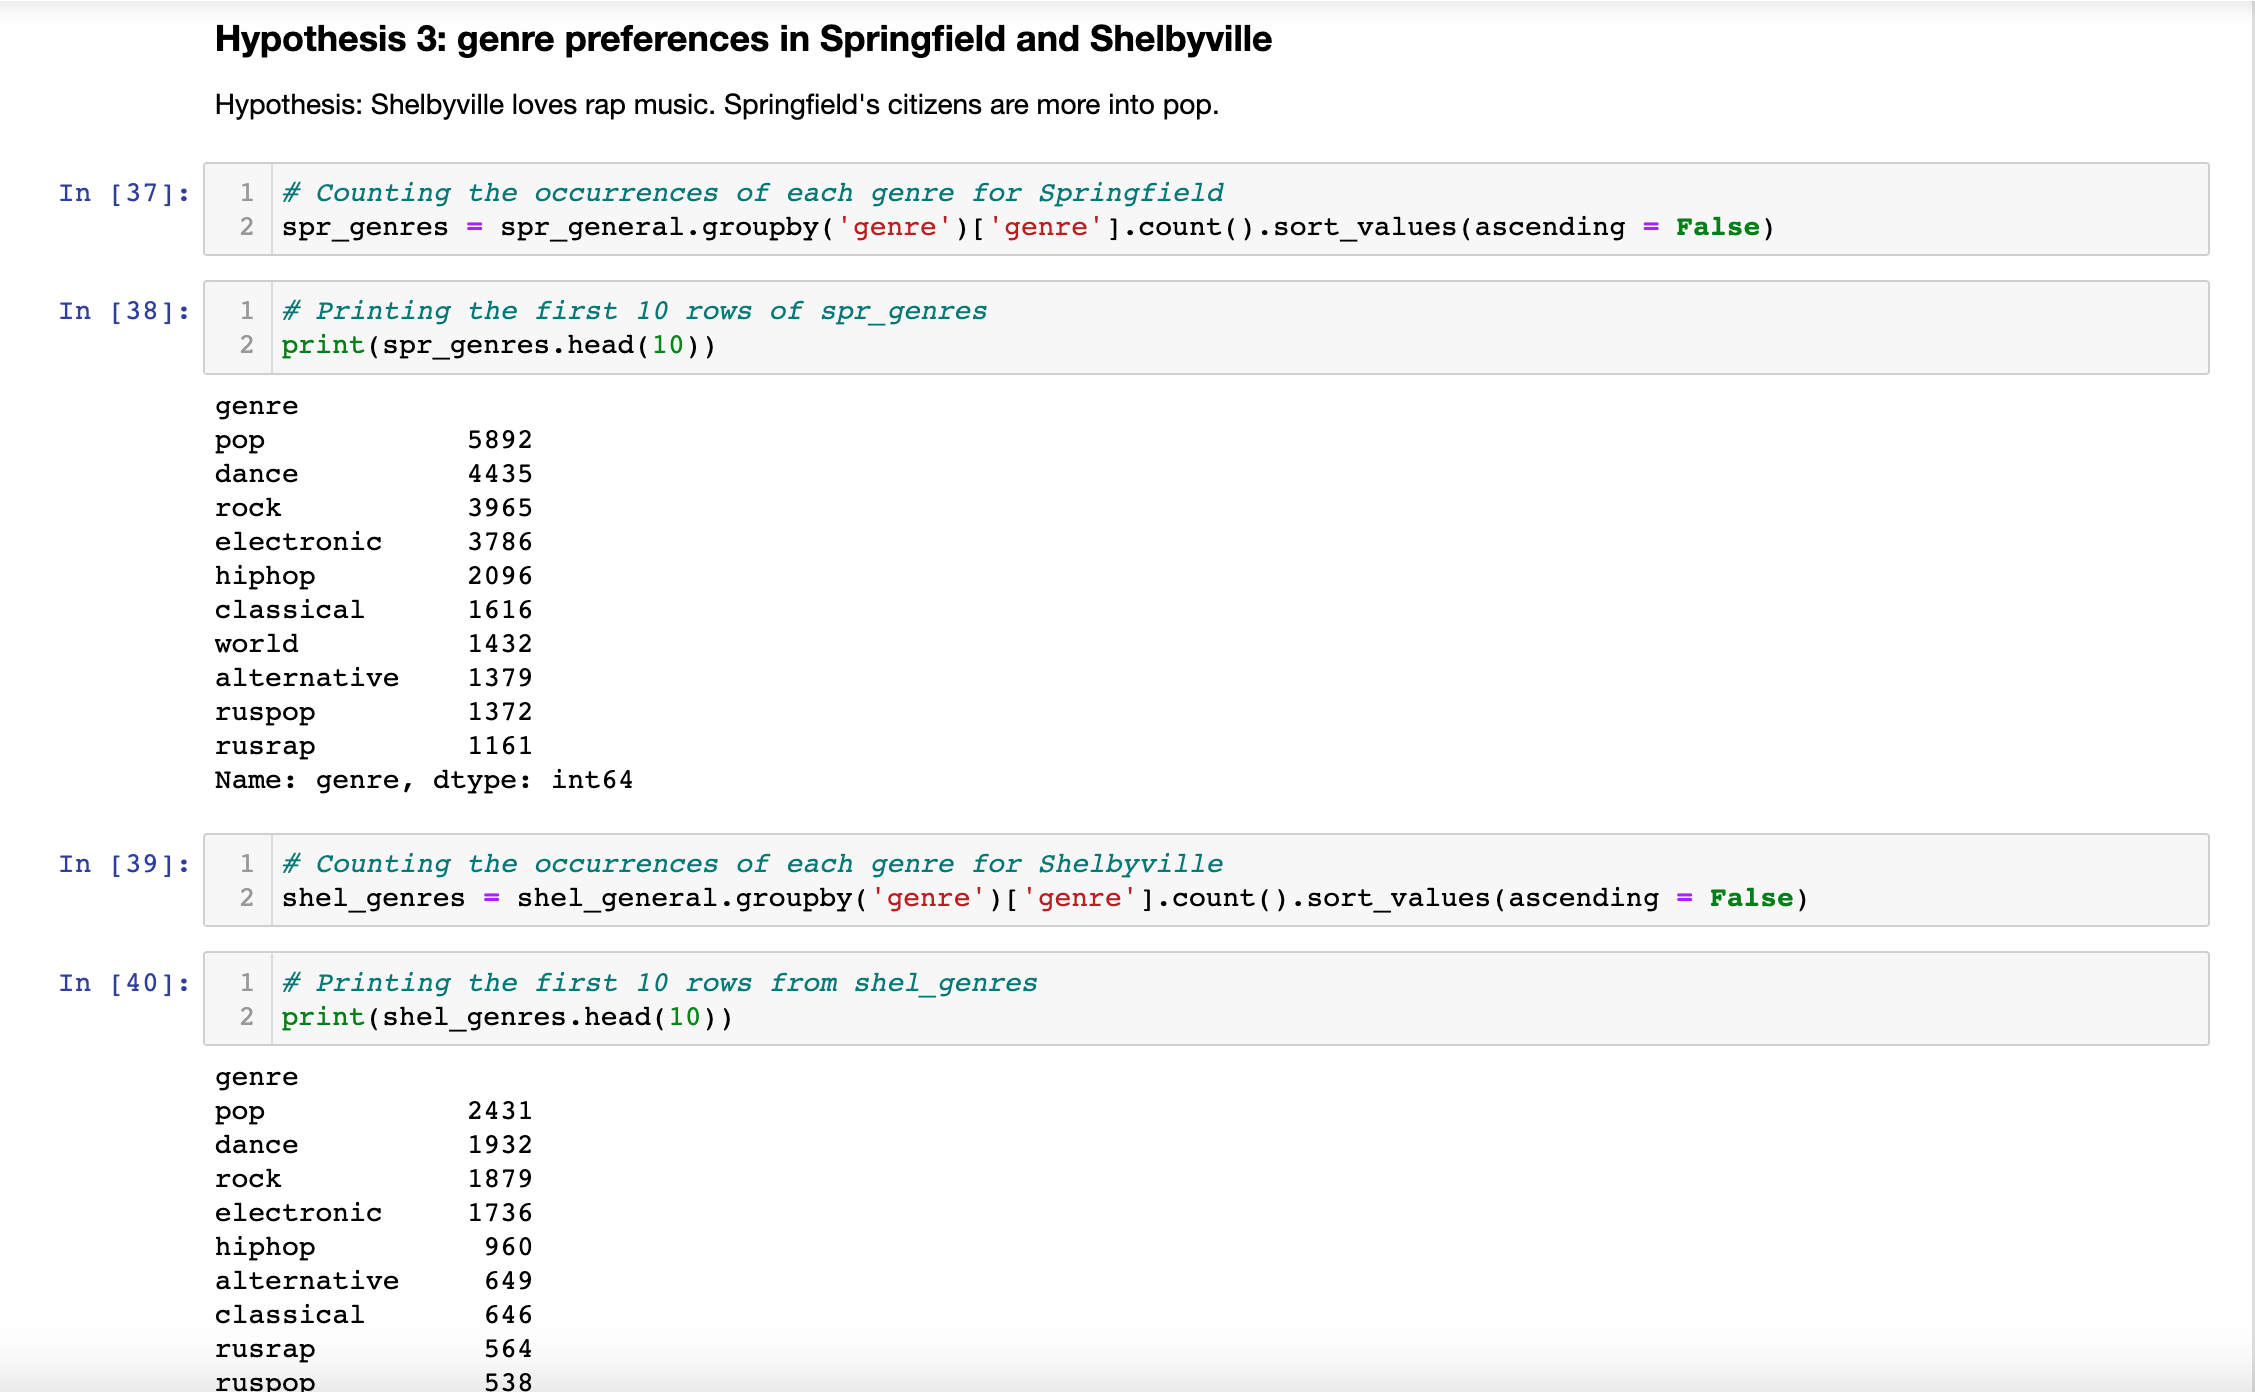 Hypothesis 3: genre preferences in Springfield and Shelbyville
Hypothesis: Shelbyville loves rap music. Springfield's citizens are more into pop.
In [37]:
1 # Counting the occurrences of each genre for Springfield
2 spr_genres = spr_general.groupby('genre')['genre'].count().sort_values(ascending = False)
In [38]:
1 # Printing the first 10 rows of spr_genres
2 print(spr_genres.head(10))
genre
pop 5892
dance 4435
rock 3965
electronic 3786
hiphop 2096
classical 1616
world 1432
alternative 1379
ruspop 1372
rusrap 1161
Name: genre, dtype: int64
In [39]:
1 # Counting the occurrences of each genre for Shelbyville
2 shel_genres = shel_general.groupby('genre')['genre'].count().sort_values(ascending = False)
In [40]:
1 # Printing the first 10 rows from shel_genres
2 print(shel_genres.head(10))
genre
pop 2431
dance 1932
rock 1879
electronic 1736
hiphop 960
alternative 649
classical 646
rusrap 564
ruspop 538